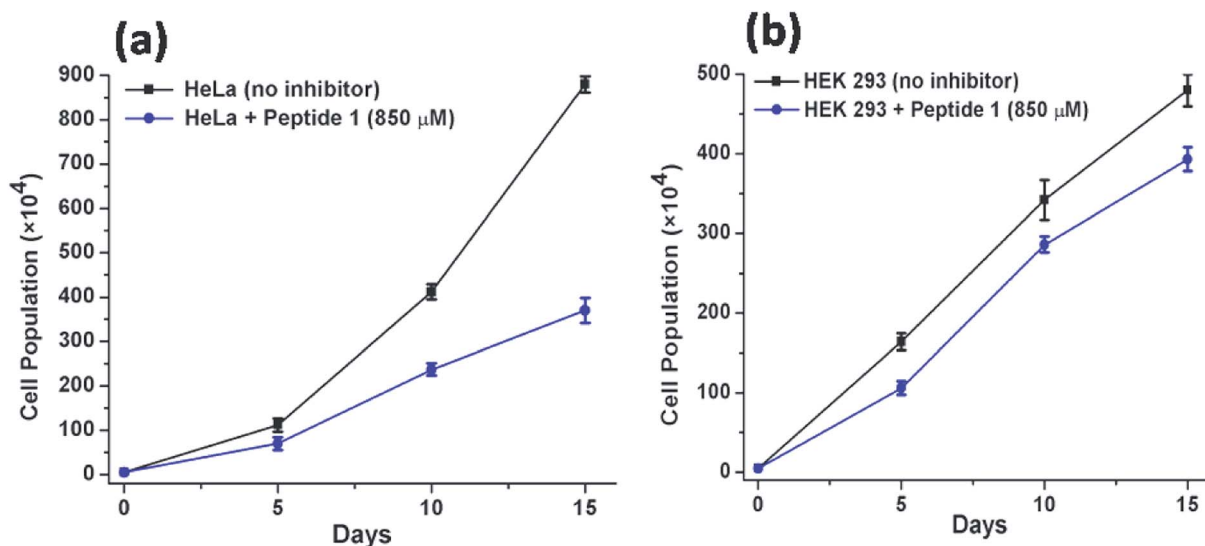 (a)
HeLa (no inhibitor)
HeLa + Peptide 1 (850 μM)
Cell Population (×10⁴)
900
800
700
600
500
400
300
200
100
0
0 5 10 15
Days
(b)
HEK 293 (no inhibitor)
HEK 293 + Peptide 1 (850 μM)
Cell Population (×10⁴)
500
400
300
200
100
0
0 5 10 15
Days